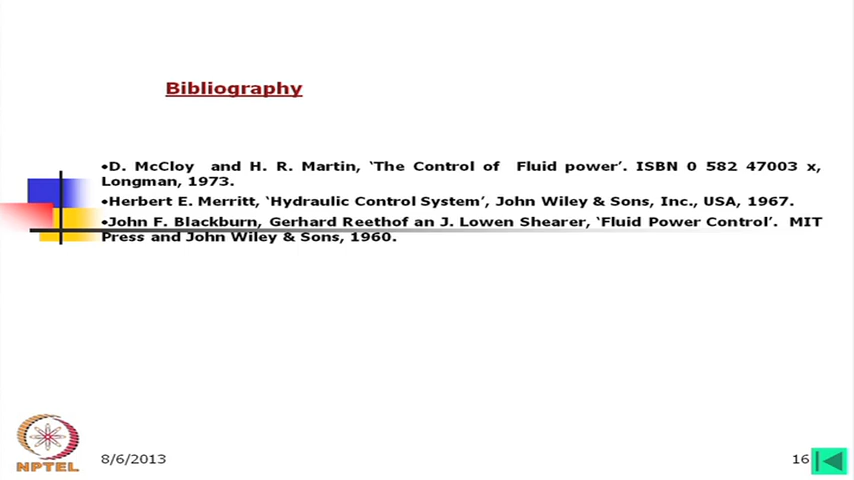 Bibliography
•D. McCloy and H. R. Martin, ‘The Control of Fluid power’. ISBN 0 582 47003 x,
Longman, 1973.
•Herbert E. Merritt, ‘Hydraulic Control System’, John Wiley & Sons, Inc., USA, 1967.
•John F. Blackburn, Gerhard Reethof an J. Lowen Shearer, ‘Fluid Power Control’. MIT
Press and John Wiley & Sons, 1960.
NPTEL
8/6/2013
16